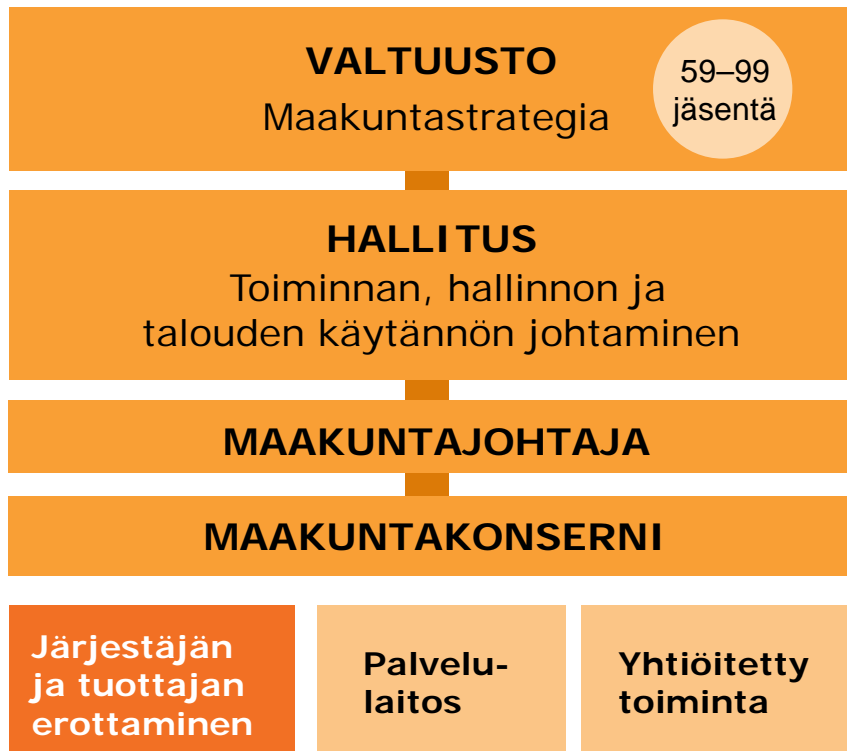 VALTUUSTO
Maakuntastrategia
59–99
jäsentä
HALLITUS
Toiminnan, hallinnon ja
talouden käytännön johtaminen
MAAKUNTAJOHTAJA
MAAKUNTAKONSERNI
Järjestäjän
ja tuottajan
erottaminen
Palvelu-
laitos
Yhtiöitetty
toiminta